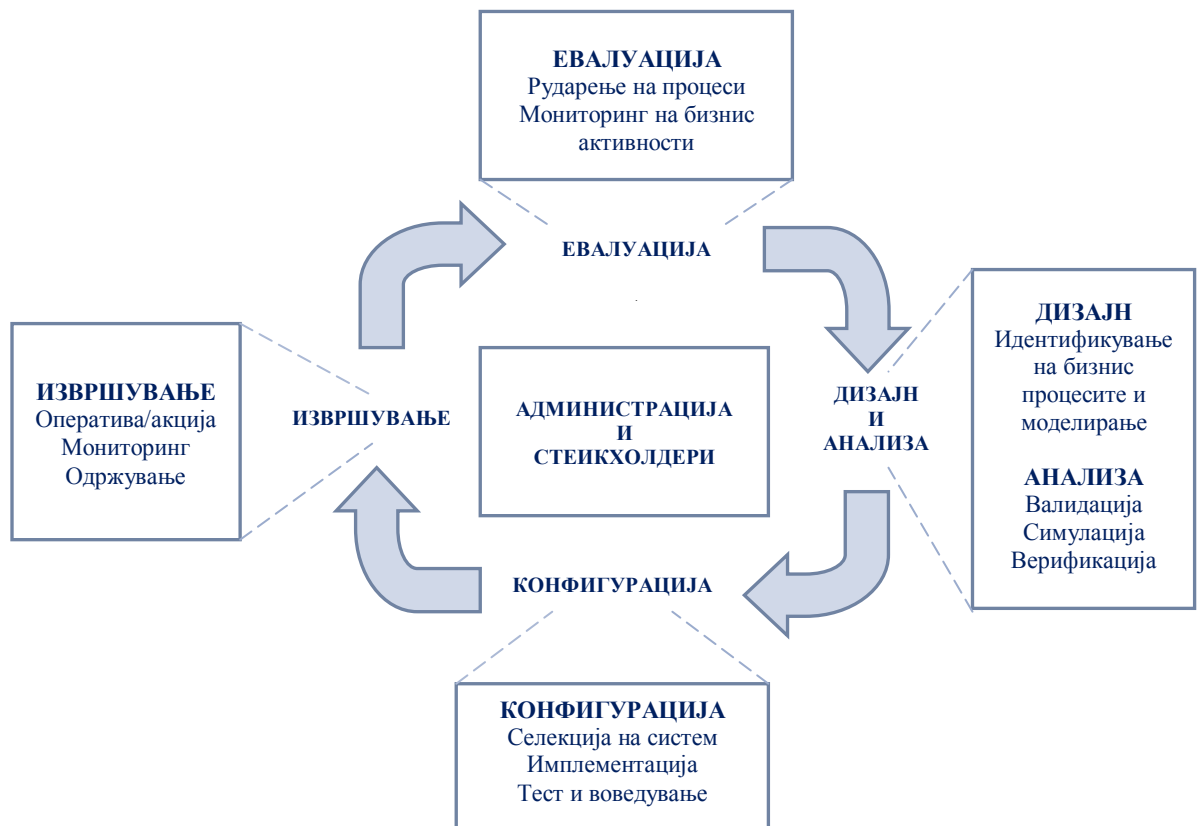 ЕВАЛУАЦИЈА
Рударење на процеси
Мониторинг на бизнис
активности
ЕВАЛУАЦИЈА
ДИЗАЈН
Идентификување
на бизнис
процесите и
моделирање
АНАЛИЗА
Валидација
Симулација
Верификација
ИЗВРШУВАЊЕ
Оператива/акција
Мониторинг
Одржување
ИЗВРШУВАЊЕ
АДМИНИСТРАЦИЈА
И
СТЕИКХОЛДЕРИ
ДИЗАЈН
И
АНАЛИЗА
КОНФИГУРАЦИЈА
КОНФИГУРАЦИЈА
Селекција на систем
Имплементација
Тест и воведување